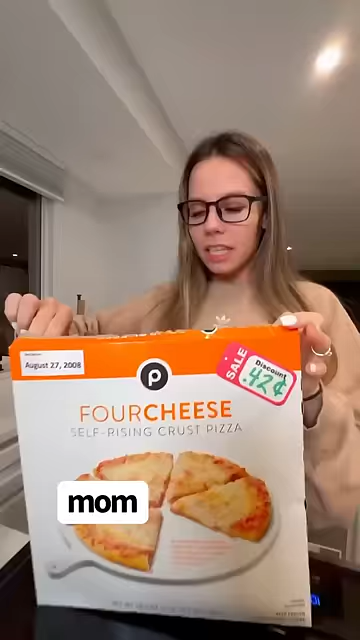 August 27, 2008
P
SALE
Discount
.42¢
FOURCHEESE
SELF-RISING CRUST PIZZA
mom